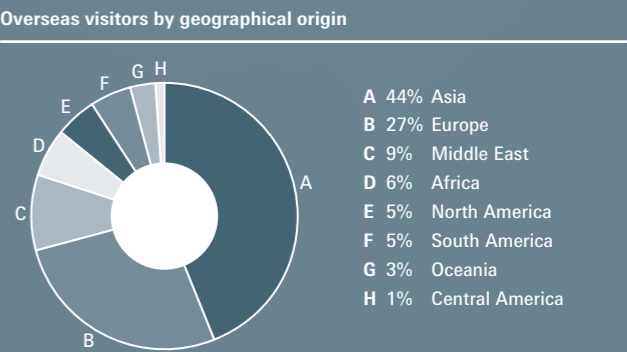 Overseas visitors by geographical origin
A
B
C
D
E
F
G
H
A 44% Asia
B 27% Europe
C 9% Middle East
D 6% Africa
E 5% North America
F 5% South America
G 3% Oceania
H 1% Central America